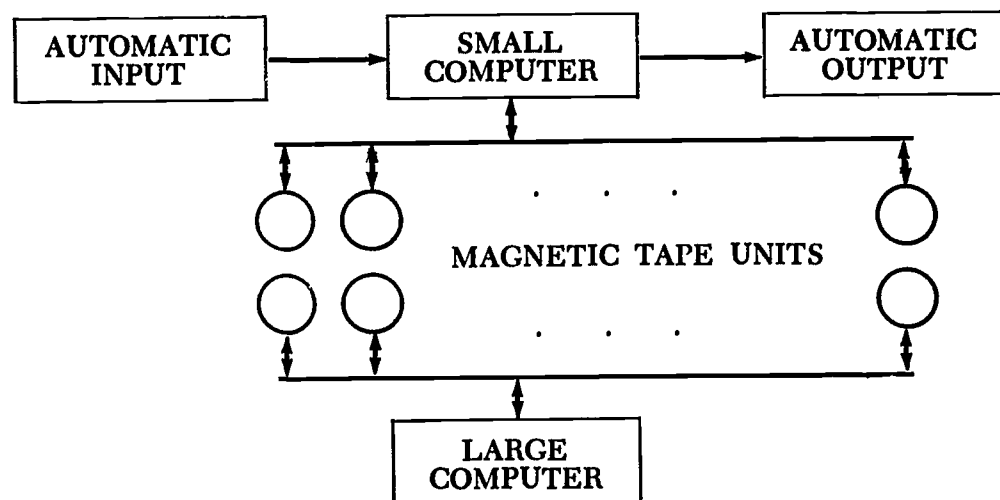 AUTOMATIC
INPUT
SMALL
COMPUTER
AUTOMATIC
OUTPUT
MAGNETIC TAPE UNITS
LARGE
COMPUTER